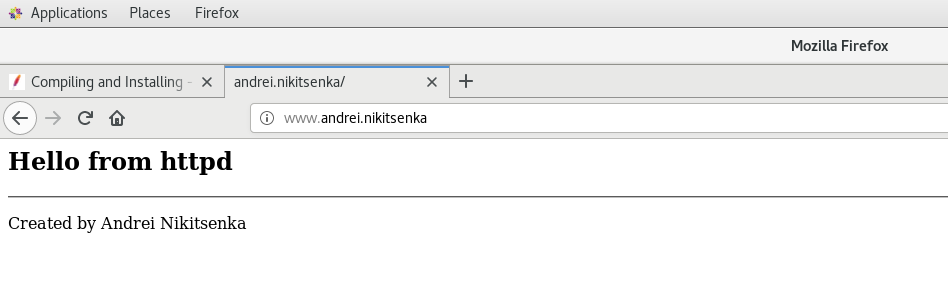 Applications Places Firefox
Mozilla Firefox
Compiling and Installing - andrei.nikitsenka/
www.andrei.nikitsenka
Hello from httpd
Created by Andrei Nikitsenka